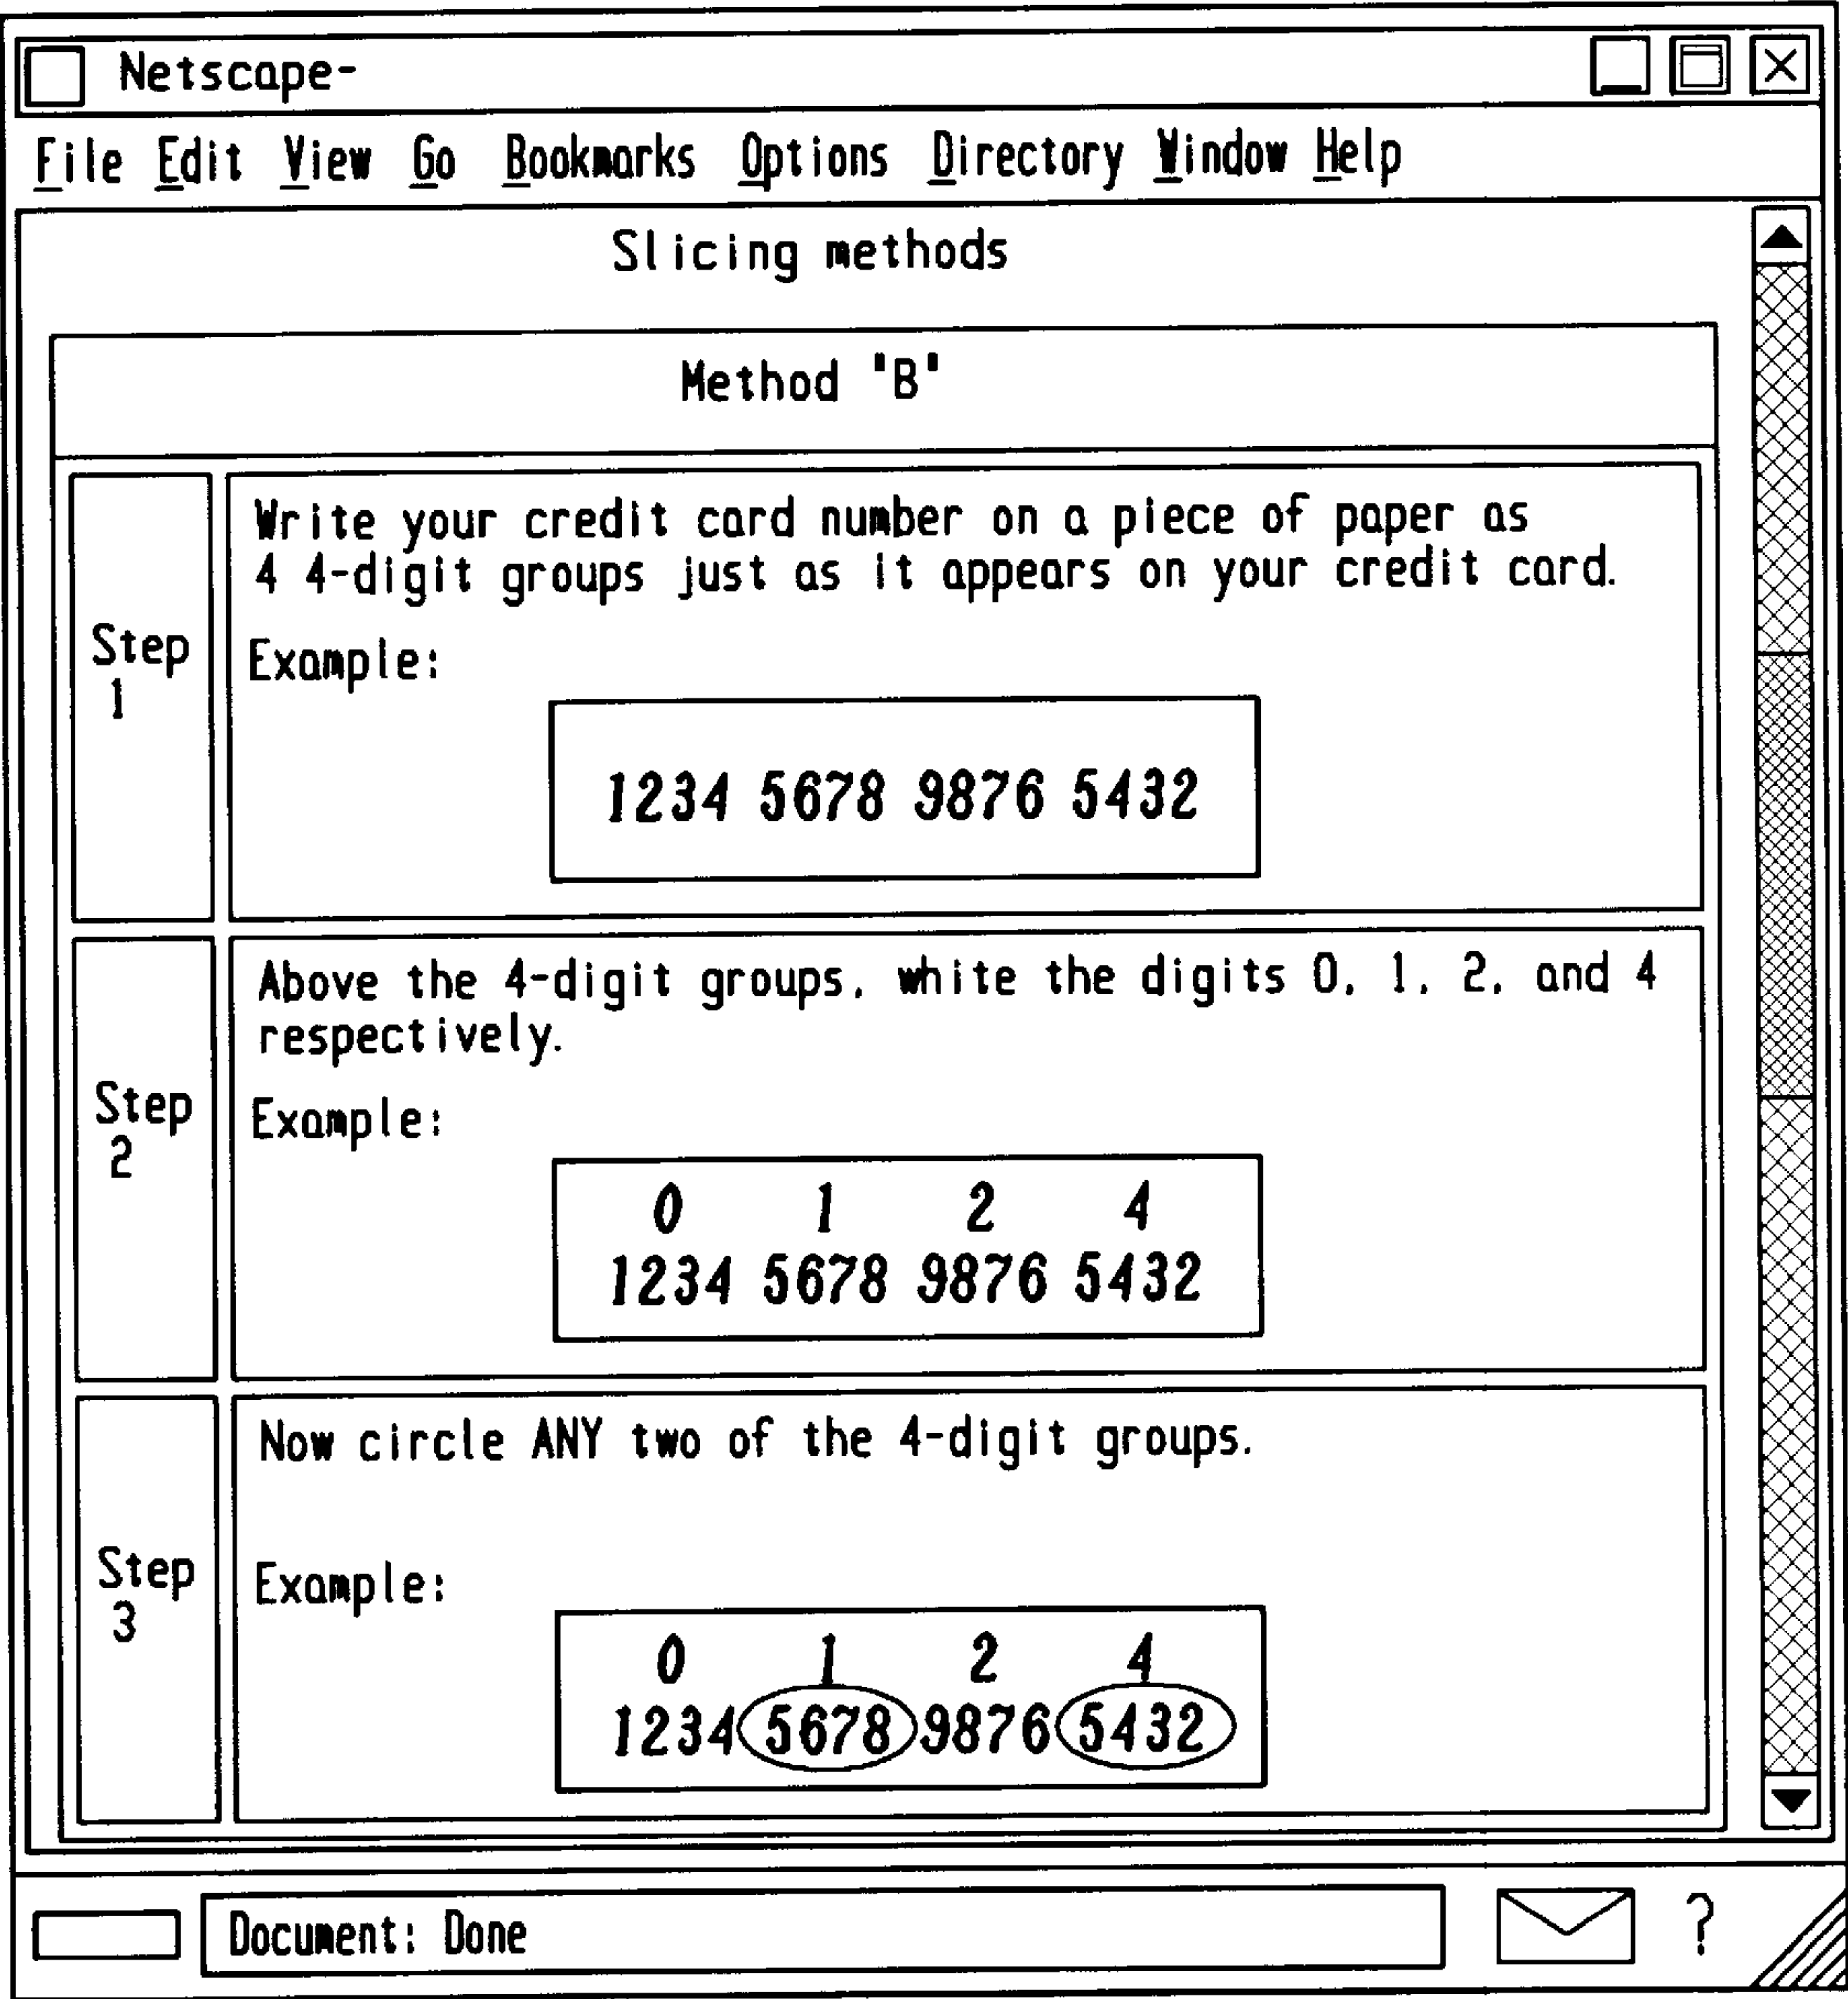 Netscape-
File Edit View Go Bookmarks Options Directory Window Help
Slicing methods
Method "B"
Step 1
Write your credit card number on a piece of paper as
4 4-digit groups just as it appears on your credit card.
Example:
1234 5678 9876 5432
Step 2
Above the 4-digit groups, white the digits 0, 1, 2, and 4
respectively.
Example:
0 1 2 4
1234 5678 9876 5432
Step 3
Now circle ANY two of the 4-digit groups.
Example:
0 1 2 4
1234 5678 9876 5432
Document: Done
?